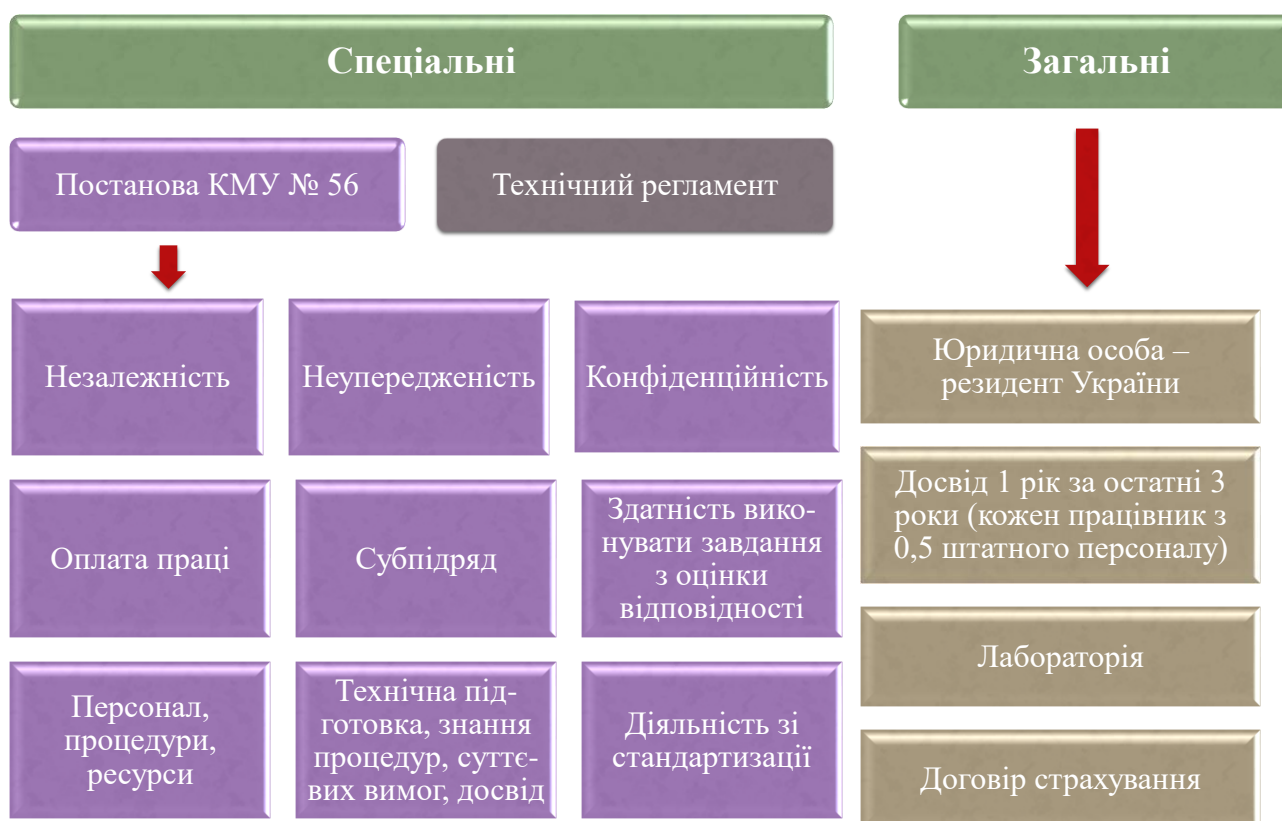 Спеціальні
Загальні
Постанова КМУ № 56
Технічний регламент
Незалежність
Неупередженість
Конфіденційність
Оплата праці
Субпідряд
Здатність вико-
нувати завдання
з оцінки
відповідності
Персонал,
процедури,
ресурси
Технічна під-
готовка, знання
процедур, суттє-
вих вимог, досвід
Діяльність зі
стандартизації
Юридична особа –
резидент України
Досвід 1 рік за остатні 3
роки (кожен працівник з
0,5 штатного персоналу)
Лабораторія
Договір страхування